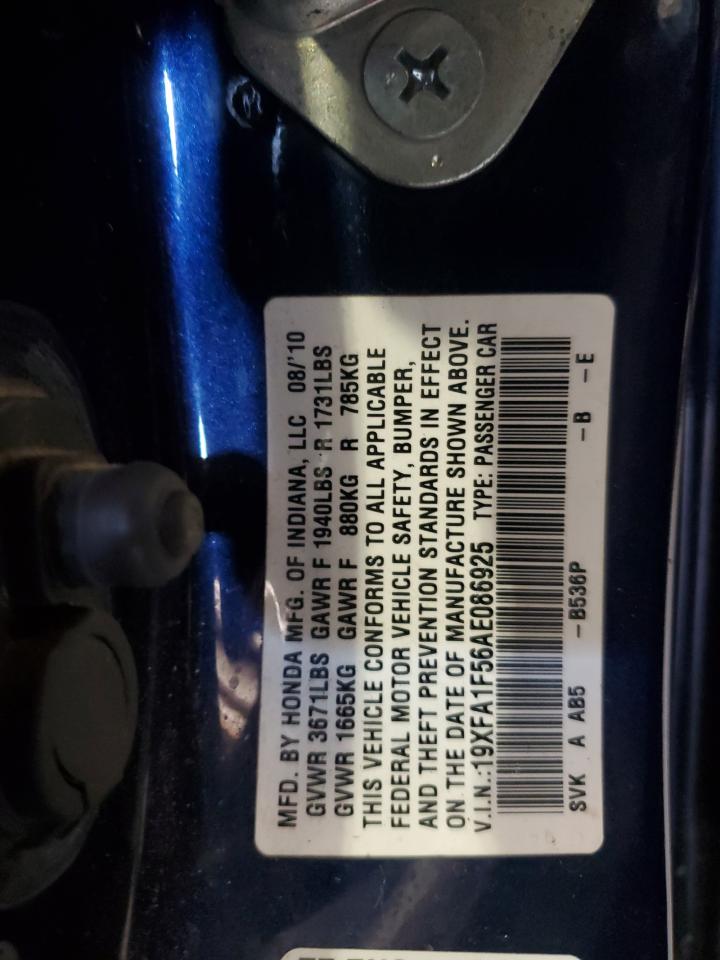 MFD. BY HONDA MFG. OF INDIANA, LLC 08/'10
GVWR 3671LBS GAWR F 1940LBS R 1731LBS
GVWR 1665KG GAWR F 880KG R 785KG
THIS VEHICLE CONFORMS TO ALL APPLICABLE
FEDERAL MOTOR VEHICLE SAFETY, BUMPER,
AND THEFT PREVENTION STANDARDS IN EFFECT
ON THE DATE OF MANUFACTURE SHOWN ABOVE.
V.I.N.:19XFA1F56AE086925 TYPE: PASSENGER CAR
SVK A AB5 -B536P -B -E